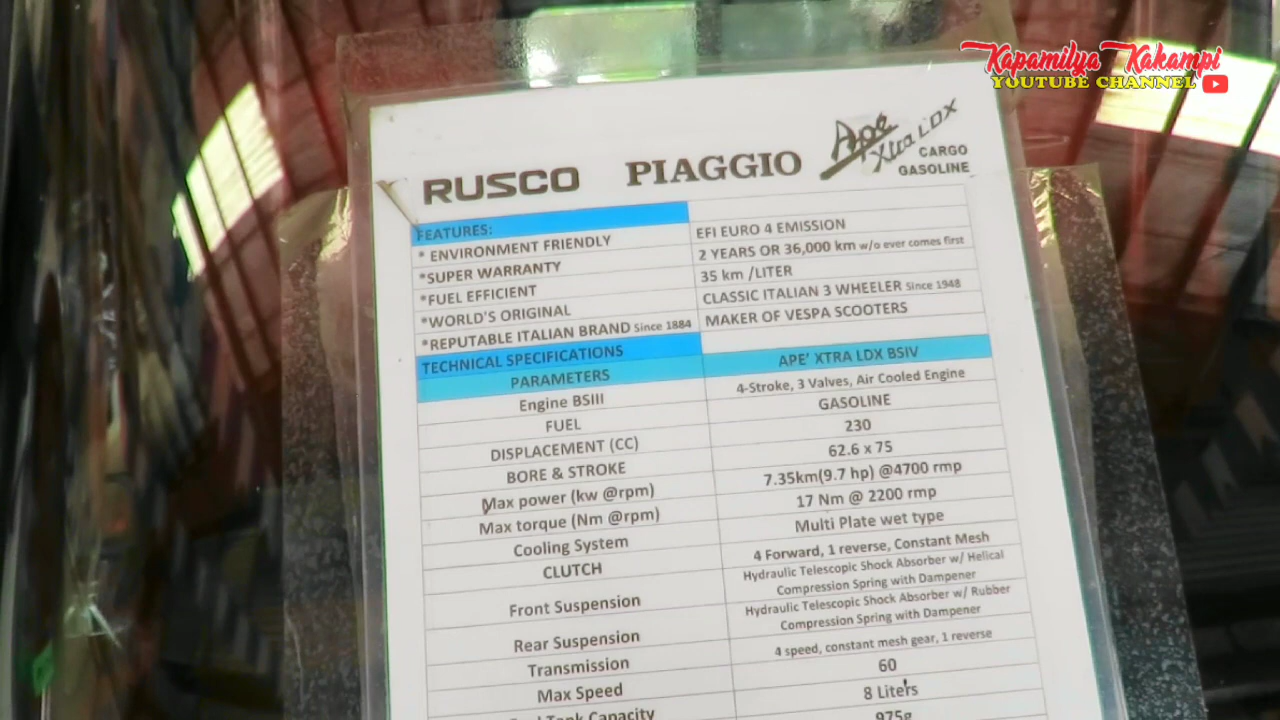 Kapamilya Kakampi
YOUTUBE CHANNEL
RUSCO PIAGGIO Ape Xtra LDX
CARGO
GASOLINE
FEATURES:
* ENVIRONMENT FRIENDLY EFI EURO 4 EMISSION
*SUPER WARRANTY 2 YEARS OR 36,000 km w/o ever comes first
*FUEL EFFICIENT 35 km /LITER
*WORLD'S ORIGINAL CLASSIC ITALIAN 3 WHEELER Since 1948
*REPUTABLE ITALIAN BRAND Since 1884 MAKER OF VESPA SCOOTERS
TECHNICAL SPECIFICATIONS
PARAMETERS APE' XTRA LDX BSIV
Engine BSIII 4-Stroke, 3 Valves, Air Cooled Engine
FUEL GASOLINE
DISPLACEMENT (CC) 230
BORE & STROKE 62.6 x 75
Max power (kw @rpm) 7.35km(9.7 hp) @4700 rmp
Max torque (Nm @rpm) 17 Nm @ 2200 rmp
Cooling System Multi Plate wet type
CLUTCH 4 Forward, 1 reverse, Constant Mesh
Front Suspension Hydraulic Telescopic Shock Absorber w/ Helical
Compression Spring with Dampener
Rear Suspension Hydraulic Telescopic Shock Absorber w/ Rubber
Compression Spring with Dampener
Transmission 4 speed, constant mesh gear, 1 reverse
Max Speed 60
Tank Capacity 8 Liters
975g